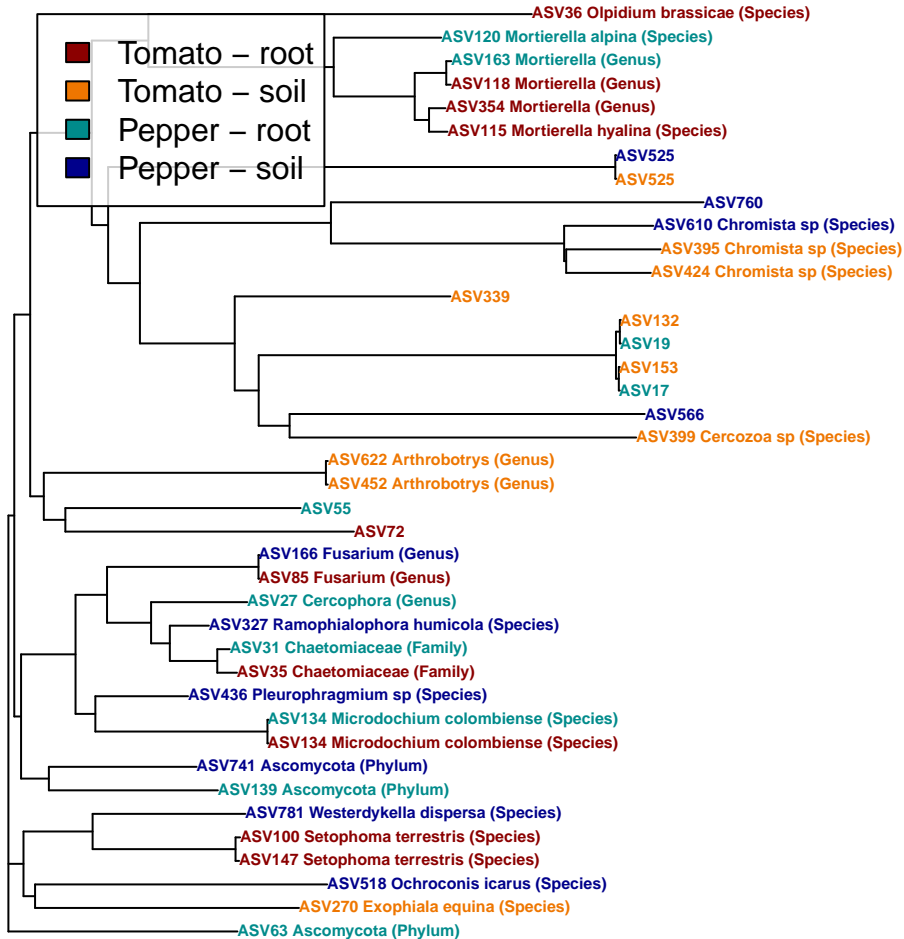 Tomato – root
Tomato – soil
Pepper – root
Pepper – soil
ASV36 Olpidium brassicae (Species)
ASV120 Mortierella alpina (Species)
ASV163 Mortierella (Genus)
ASV118 Mortierella (Genus)
ASV354 Mortierella (Genus)
ASV115 Mortierella hyalina (Species)
ASV525
ASV525
ASV760
ASV610 Chromista sp (Species)
ASV395 Chromista sp (Species)
ASV424 Chromista sp (Species)
ASV339
ASV132
ASV19
ASV153
ASV17
ASV566
ASV399 Cercozoa sp (Species)
ASV622 Arthrobotrys (Genus)
ASV452 Arthrobotrys (Genus)
ASV55
ASV72
ASV166 Fusarium (Genus)
ASV85 Fusarium (Genus)
ASV27 Cercophora (Genus)
ASV327 Ramophialophora humicola (Species)
ASV31 Chaetomiaceae (Family)
ASV35 Chaetomiaceae (Family)
ASV436 Pleurophragmium sp (Species)
ASV134 Microdochium colombiense (Species)
ASV134 Microdochium colombiense (Species)
ASV741 Ascomycota (Phylum)
ASV139 Ascomycota (Phylum)
ASV781 Westerdykella dispersa (Species)
ASV100 Setophoma terrestris (Species)
ASV147 Setophoma terrestris (Species)
ASV518 Ochroconis icarus (Species)
ASV270 Exophiala equina (Species)
ASV63 Ascomycota (Phylum)